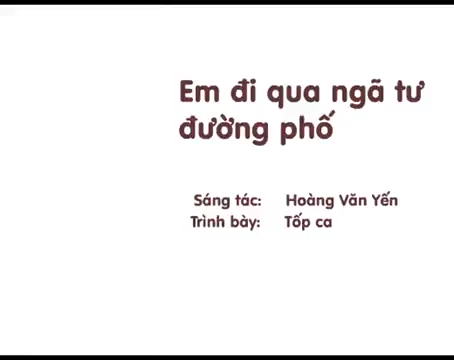 Em đi qua ngã tư
đường phố
Sáng tác: Hoàng Văn Yến
Trình bày: Tốp ca